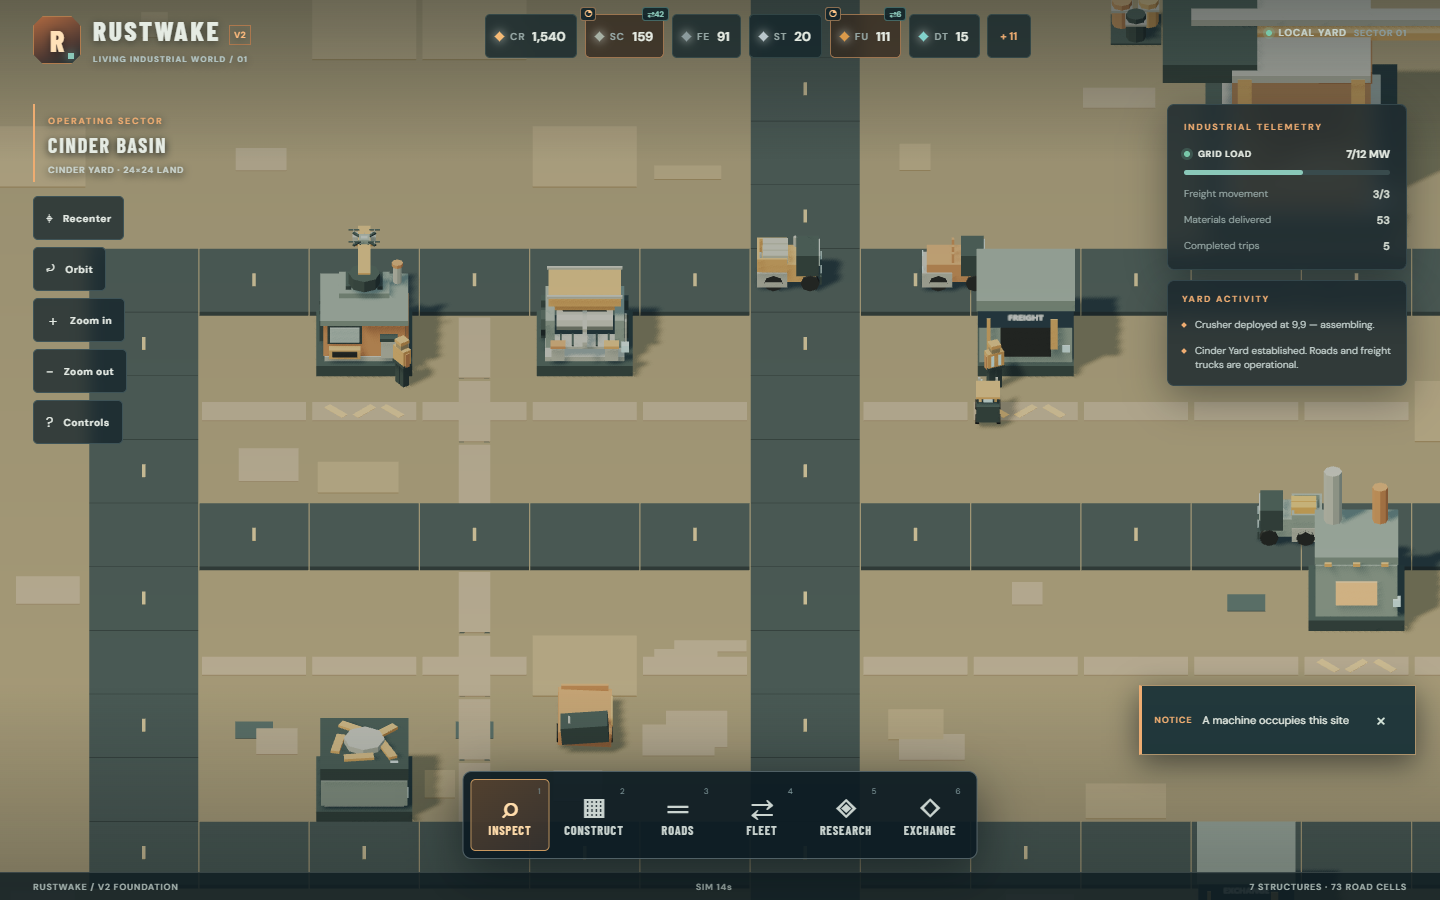 R
RUSTWAKE V2
LIVING INDUSTRIAL WORLD / 01
CR 1,540
SC 159
⇄42
FE 91
ST 20
FU 111
⇄6
DT 15
+11
LOCAL YARD SECTOR 01
OPERATING SECTOR
CINDER BASIN
CINDER YARD · 24×24 LAND
Recenter
Orbit
+ Zoom in
− Zoom out
? Controls
INDUSTRIAL TELEMETRY
GRID LOAD 7/12 MW
Freight movement 3/3
Materials delivered 53
Completed trips 5
YARD ACTIVITY
Crusher deployed at 9,9 — assembling.
Cinder Yard established. Roads and freight
trucks are operational.
FREIGHT
NOTICE A machine occupies this site ×
1 INSPECT
2 CONSTRUCT
3 ROADS
4 FLEET
5 RESEARCH
6 EXCHANGE
RUSTWAKE / V2 FOUNDATION
SIM 14s
7 STRUCTURES · 73 ROAD CELLS